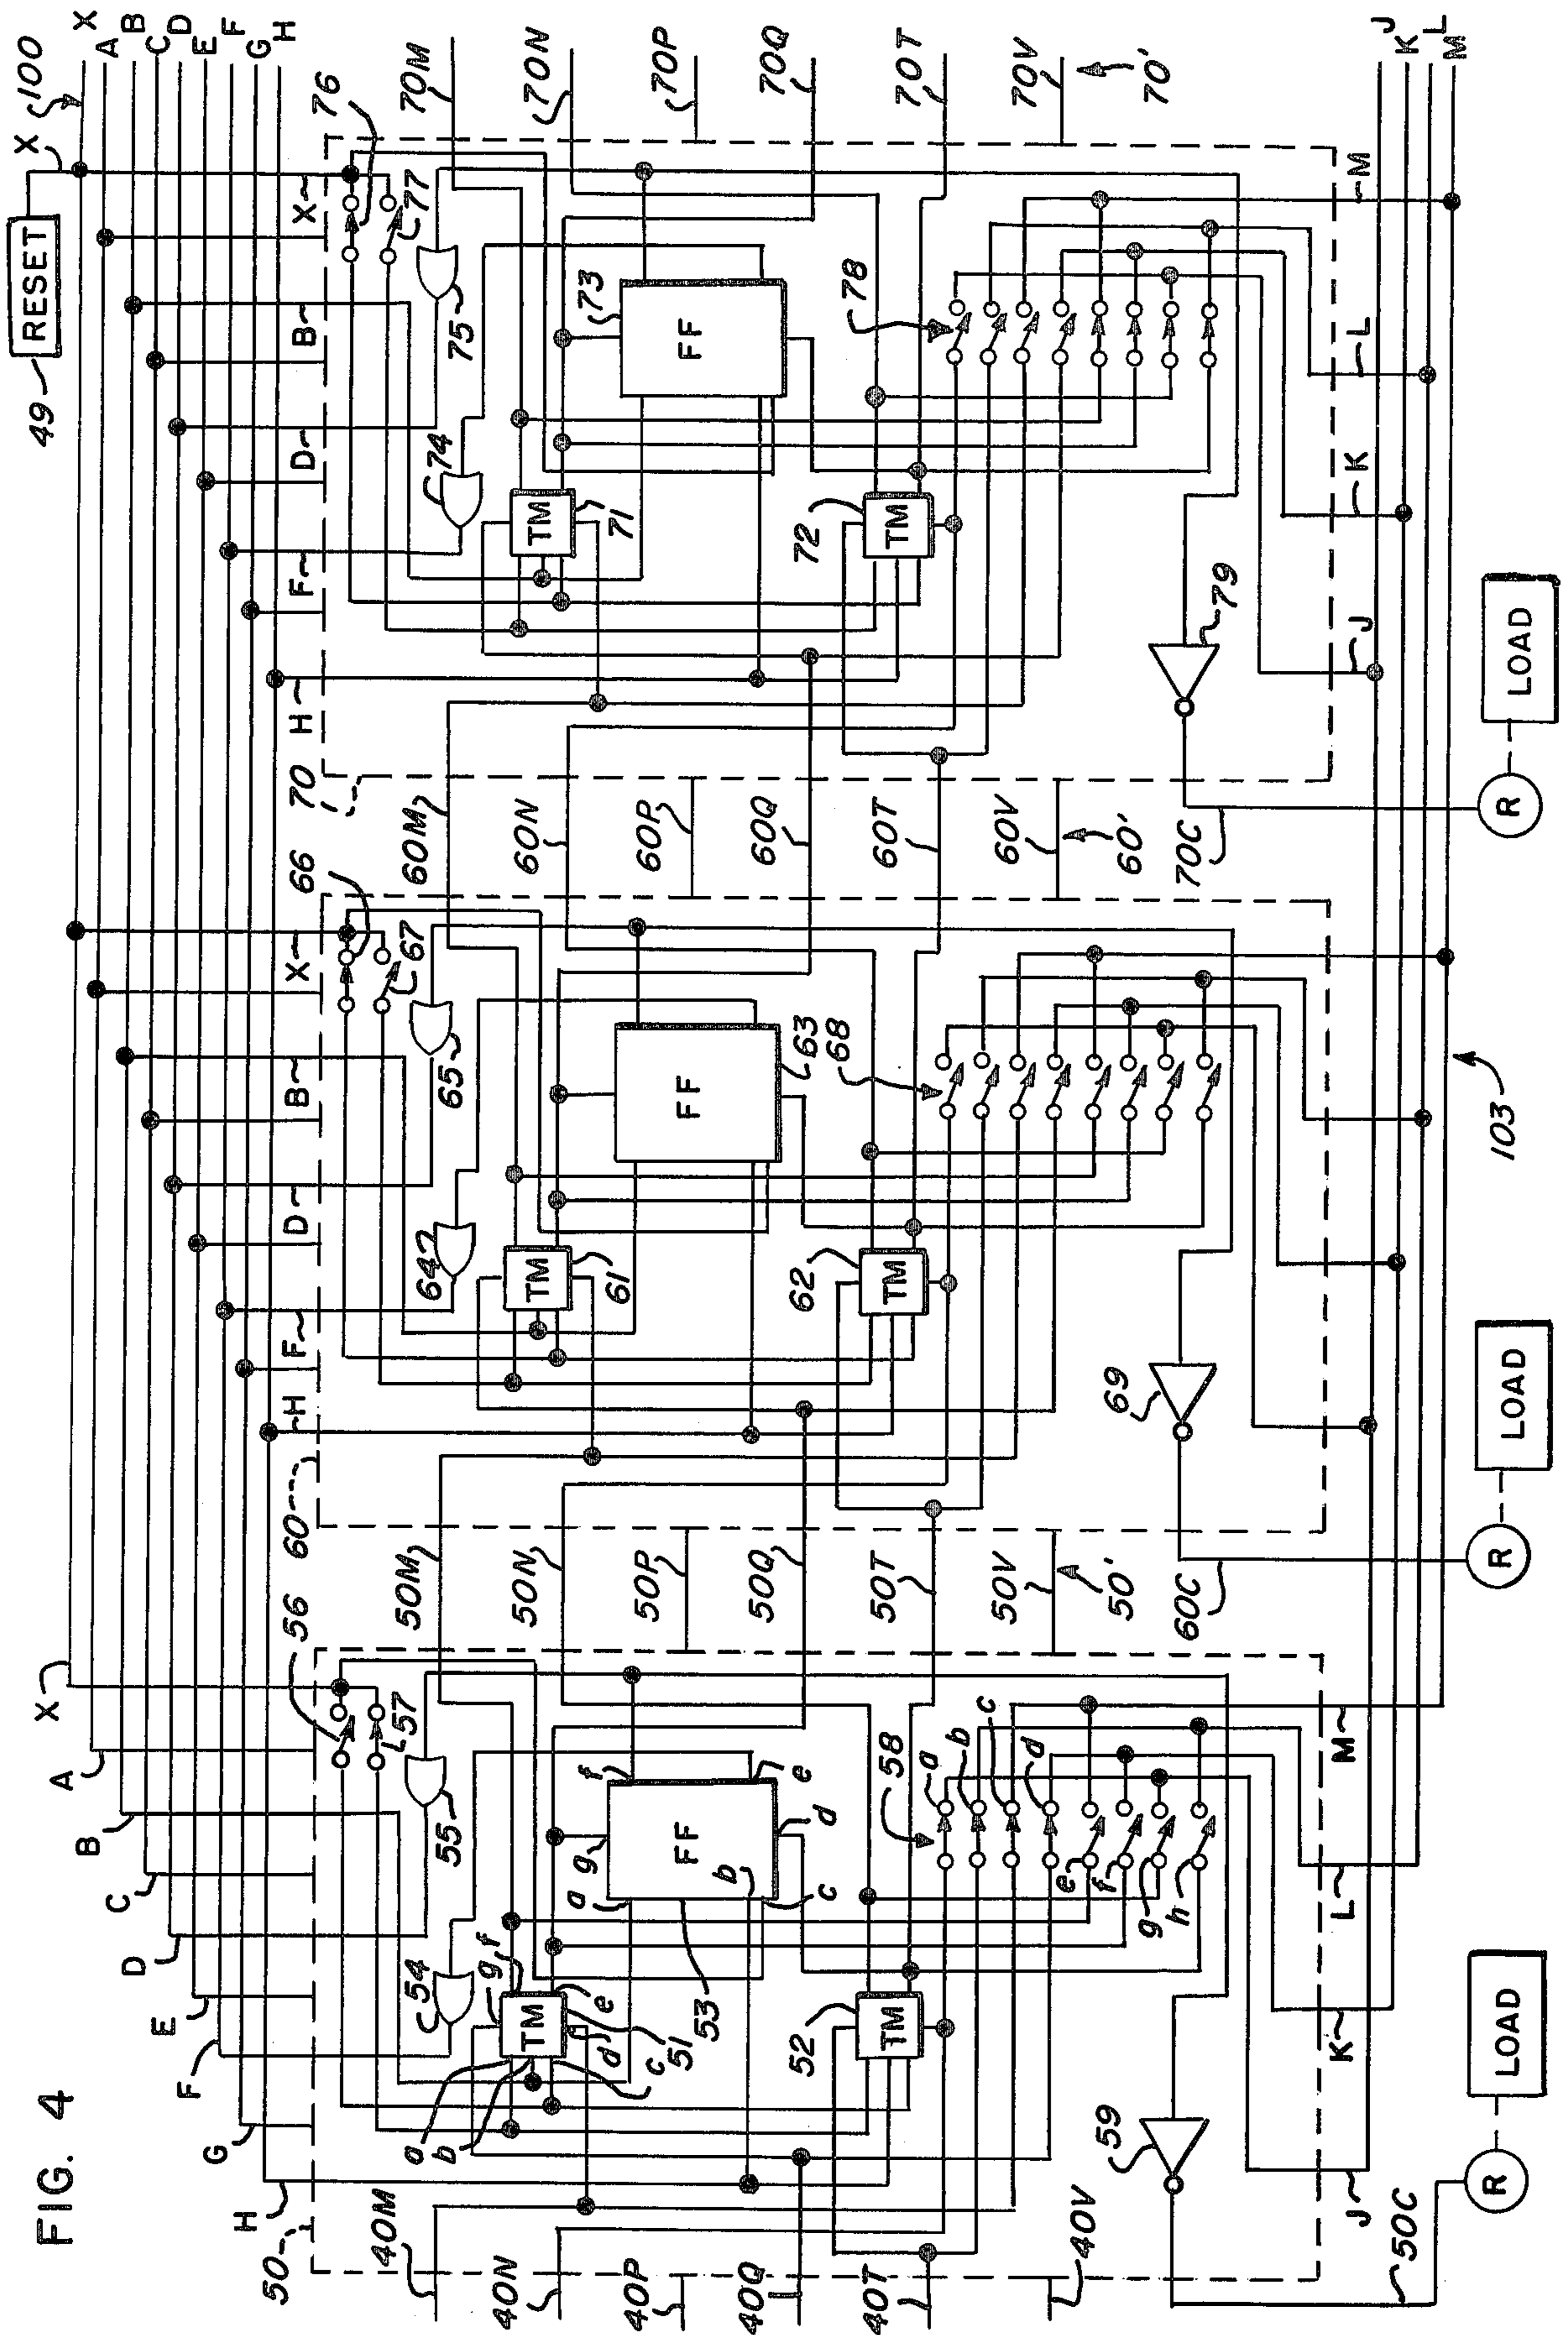 FIG. 4
49
RESET
X
100
X
A
B
C
D
E
F
G
H
X
A
B
C
D
E
F
G
H
50
56
57
55
54
TM
a
b
c
d
e
f
g
51
FF
a
b
c
d
e
f
g
53
52
TM
58
a
b
c
d
e
f
g
h
59
40M
40N
40P
40Q
40T
40V
50M
50N
50P
50Q
50T
50V
50'
50C
R
LOAD
J
K
L
M
60
H
F
D
B
X
66
67
65
64
TM
61
FF
63
68
62
TM
69
60M
60N
60P
60Q
60T
60V
60'
60C
R
LOAD
103
70
H
F
D
B
X
76
77
75
74
TM
71
73
FF
72
TM
78
79
70M
70N
70P
70Q
70T
70V
70'
70C
R
LOAD
J
K
L
M
J
K
L
M